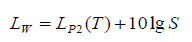 L_W = L_{P2}(T) + 10 lg S